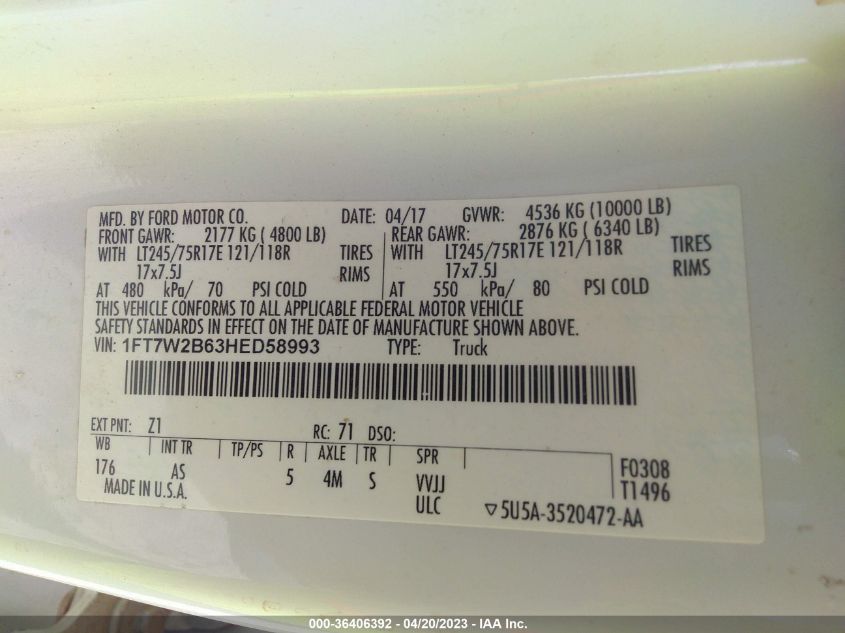 MFD. BY FORD MOTOR CO. DATE: 04/17 GVWR: 4536 KG (10000 LB)
FRONT GAWR: 2177 KG ( 4800 LB) REAR GAWR: 2876 KG ( 6340 LB)
WITH LT245/75R17E 121/118R TIRES WITH LT245/75R17E 121/118R TIRES
17x7.5J RIMS 17x7.5J RIMS
AT 480 kPa/ 70 PSI COLD AT 550 kPa/ 80 PSI COLD
THIS VEHICLE CONFORMS TO ALL APPLICABLE FEDERAL MOTOR VEHICLE
SAFETY STANDARDS IN EFFECT ON THE DATE OF MANUFACTURE SHOWN ABOVE.
VIN: 1FT7W2B63HED58993 TYPE: Truck
EXT PNT: Z1 RC: 71 DSO:
WB INT TR TP/PS R AXLE TR SPR
176 AS 5 4M S VVJJ F0308
MADE IN U.S.A. ULC T1496
▽5U5A-3520472-AA
000-36406392 - 04/20/2023 - IAA Inc.